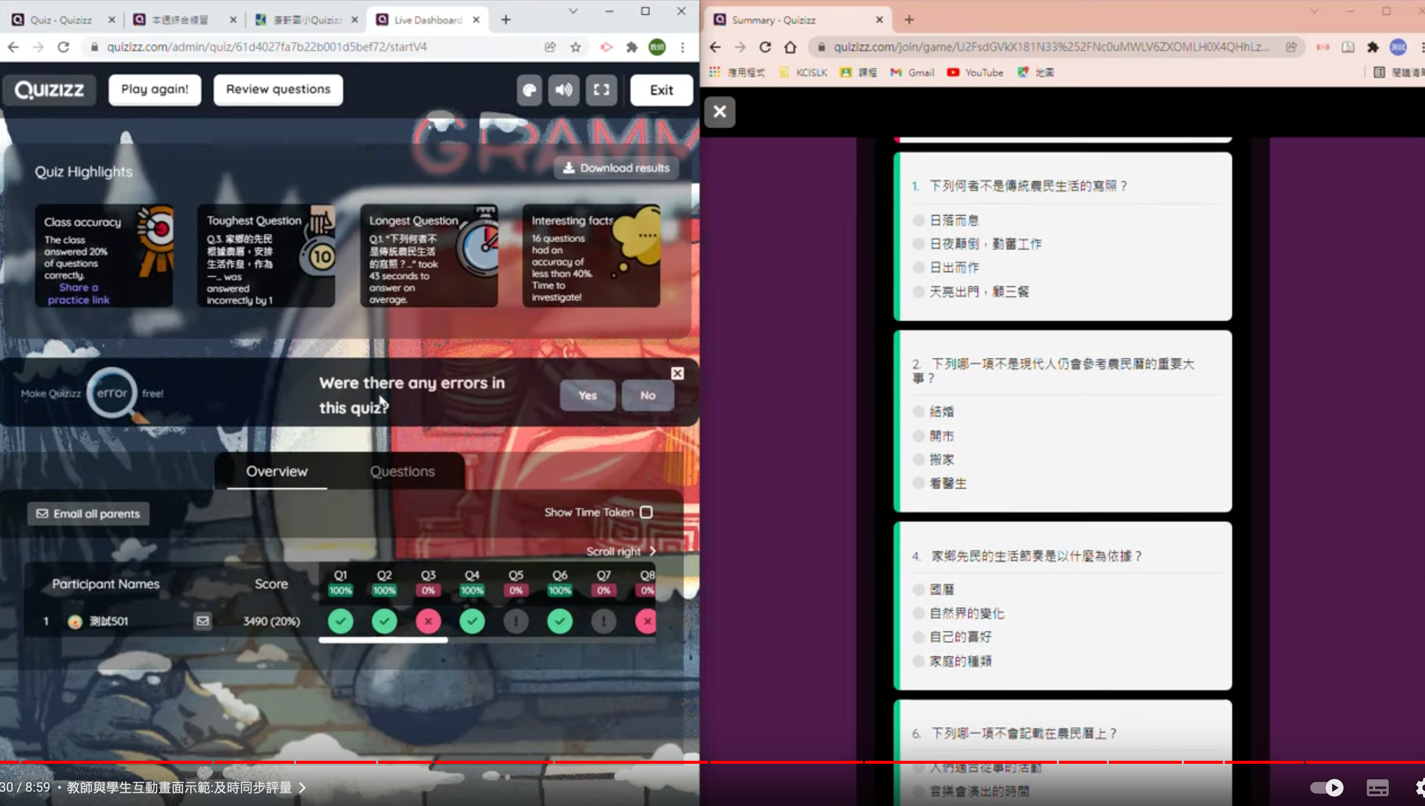 Quiz - Quizizz
本週綜合練習
康軒國小Quizizz
Live Dashboard
quizizz.com/admin/quiz/61d4027fa7b22b001d5bef72/startV4
教師
QUIZIZZ
Play again!
Review questions
Exit
GRAMM
Quiz Highlights
Download results
Class accuracy
The class
answered 20%
of questions
correctly.
Share a
practice link
Toughest Question
Q.3. 家鄉的先民
根據農曆，安排
生活作息，作為
一... was
answered
incorrectly by 1
10
Longest Question
Q.1. "下列何者不
是傳統農民生活
的寫照？..." took
43 seconds to
answer on
average.
Interesting facts
16 questions
had an
accuracy of
less than 40%.
Time to
investigate!
Make Quizizz error free!
Were there any errors in
this quiz?
Yes
No
Overview
Questions
Email all parents
Show Time Taken
Scroll right
Participant Names
Score
Q1 Q2 Q3 Q4 Q5 Q6 Q7 Q8
100% 100% 0% 100% 0% 100% 0% 0%
1 測試501 3490 (20%)
Summary - Quizizz
quizizz.com/join/game/U2FsdGVkX181N33%252FNc0uMWLV6ZXOMLH0X4QHhLz...
測試
應用程式
KCISLK
課程
Gmail
YouTube
地圖
1. 下列何者不是傳統農民生活的寫照？
日落而息
日夜顛倒，勤奮工作
日出而作
天亮出門，顧三餐
2. 下列哪一項不是現代人仍會參考農民曆的重要大
事？
結婚
開市
搬家
看醫生
4. 家鄉先民的生活節奏是以什麼為依據？
國曆
自然界的變化
自己的喜好
家庭的種類
6. 下列哪一項不會記載在農民曆上？
人們適合從事的活動
音樂會演出的時間
30 / 8:59 • 教師與學生互動畫面示範:及時同步評量